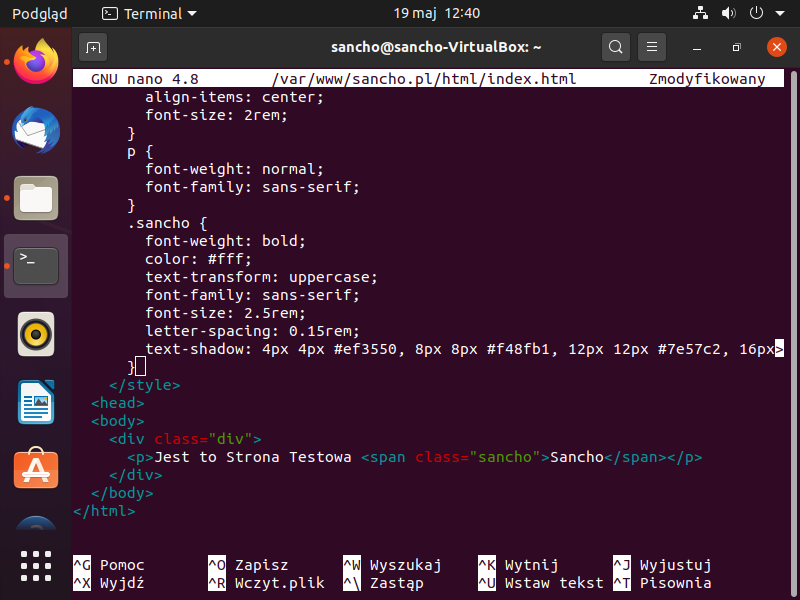 Podgląd Terminal 19 maj 12:40
sancho@sancho-VirtualBox: ~
GNU nano 4.8 /var/www/sancho.pl/html/index.html Zmodyfikowany
align-items: center;
font-size: 2rem;
}
p {
font-weight: normal;
font-family: sans-serif;
}
.sancho {
font-weight: bold;
color: #fff;
text-transform: uppercase;
font-family: sans-serif;
font-size: 2.5rem;
letter-spacing: 0.15rem;
text-shadow: 4px 4px #ef3550, 8px 8px #f48fb1, 12px 12px #7e57c2, 16px>
}
</style>
<head>
<body>
<div class="div">
<p>Jest to Strona Testowa <span class="sancho">Sancho</span></p>
</div>
</body>
</html>
^G Pomoc ^O Zapisz ^W Wyszukaj ^K Wytnij ^J Wyjustuj
^X Wyjdź ^R Wczyt.plik ^\ Zastąp ^U Wstaw tekst ^T Pisownia